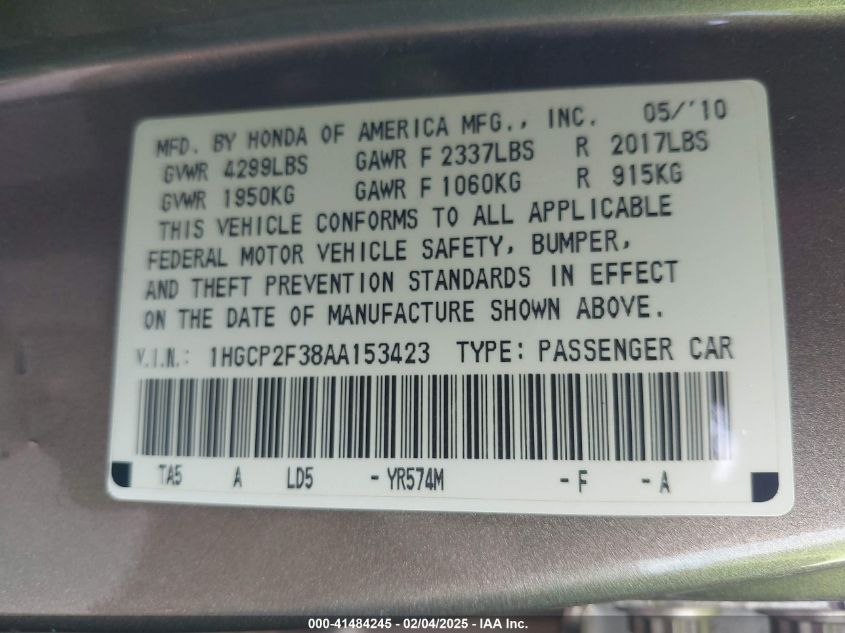 MFD. BY HONDA OF AMERICA MFG., INC. 05/'10
GVWR 4299LBS GAWR F 2337LBS R 2017LBS
GVWR 1950KG GAWR F 1060KG R 915KG
THIS VEHICLE CONFORMS TO ALL APPLICABLE
FEDERAL MOTOR VEHICLE SAFETY, BUMPER,
AND THEFT PREVENTION STANDARDS IN EFFECT
ON THE DATE OF MANUFACTURE SHOWN ABOVE.
V.I.N.: 1HGCP2F38AA153423 TYPE: PASSENGER CAR
TA5 A LD5 - YR574M - F - A
000-41484245 - 02/04/2025 - IAA Inc.